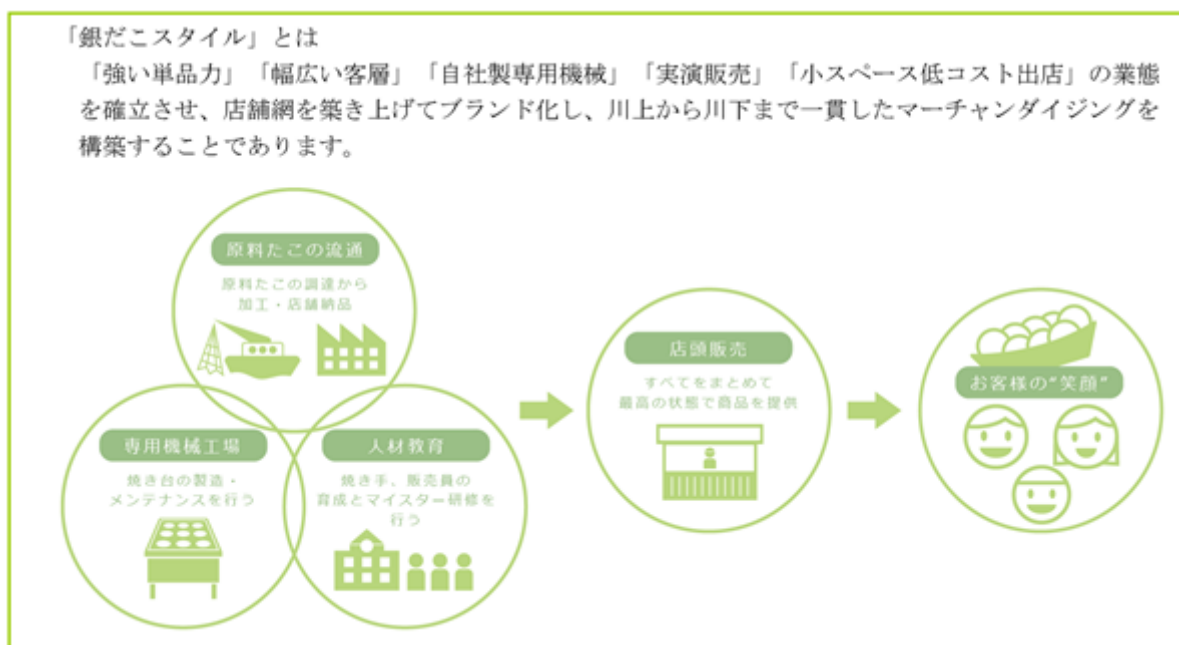 「銀だこスタイル」とは
「強い単品力」「幅広い客層」「自社製専用機械」「実演販売」「小スペース低コスト出店」の業態
を確立させ、店舗網を築き上げてブランド化し、川上から川下まで一貫したマーチャンダイジングを
構築することであります。
原料たこの流通
原料たこの調達から
加工・店舗納品
専用機械工場
焼き台の製造・
メンテナンスを行う
人材教育
焼き手、販売員の
育成とマイスター研修を
行う
店頭販売
すべてをまとめて
最高の状態で商品を提供
お客様の“笑顔”